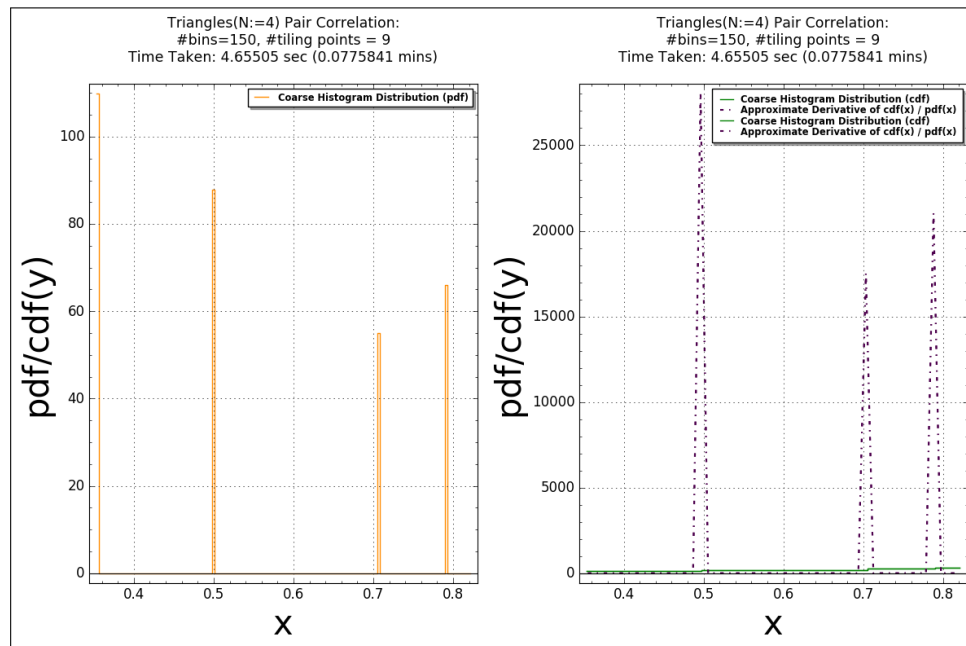 Triangles(N:=4) Pair Correlation:
#bins=150, #tiling points = 9
Time Taken: 4.65505 sec (0.0775841 mins)
Coarse Histogram Distribution (pdf)
100
80
60
40
20
0
0.4 0.5 0.6 0.7 0.8
pdf/cdf(y)
x
Triangles(N:=4) Pair Correlation:
#bins=150, #tiling points = 9
Time Taken: 4.65505 sec (0.0775841 mins)
Coarse Histogram Distribution (cdf)
Approximate Derivative of cdf(x) / pdf(x)
Coarse Histogram Distribution (cdf)
Approximate Derivative of cdf(x) / pdf(x)
25000
20000
15000
10000
5000
0
0.4 0.5 0.6 0.7 0.8
pdf/cdf(y)
x